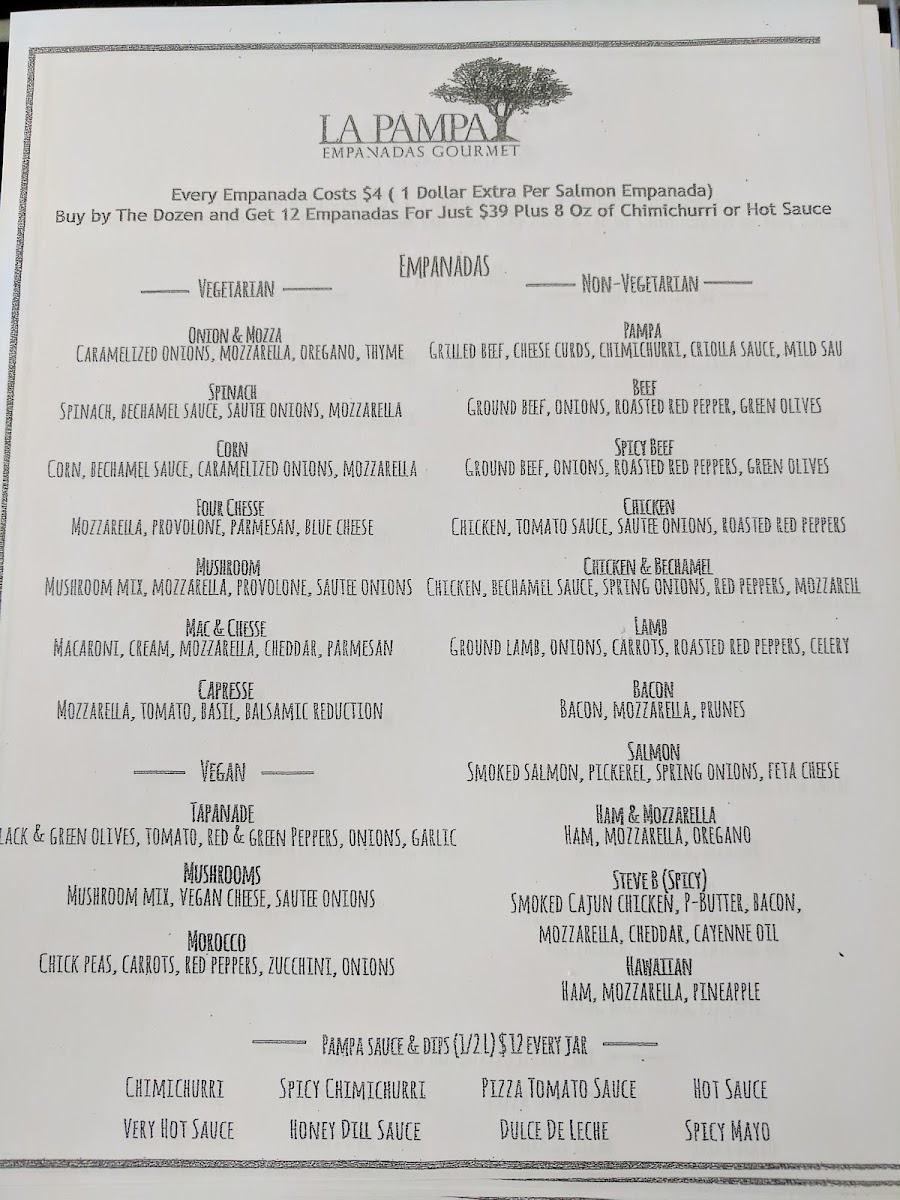 LA PAMPA
EMPANADAS GOURMET
Every Empanada Costs $4 ( 1 Dollar Extra Per Salmon Empanada)
Buy by The Dozen and Get 12 Empanadas For Just $39 Plus 8 Oz of Chimichurri or Hot Sauce
EMPANADAS
VEGETARIAN
ONION & MOZZA
CARAMELIZED ONIONS, MOZZARELLA, OREGANO, THYME
SPINACH
SPINACH, BECHAMEL SAUCE, SAUTEE ONIONS, MOZZARELLA
CORN
CORN, BECHAMEL SAUCE, CARAMELIZED ONIONS, MOZZARELLA
FOUR CHESSE
MOZZARELLA, PROVOLONE, PARMESAN, BLUE CHEESE
MUSHROOM
MUSHROOM MIX, MOZZARELLA, PROVOLONE, SAUTEE ONIONS
MAC & CHESSE
MACARONI, CREAM, MOZZARELLA, CHEDDAR, PARMESAN
CAPRESSE
MOZZARELLA, TOMATO, BASIL, BALSAMIC REDUCTION
VEGAN
TAPANADE
LACK & GREEN OLIVES, TOMATO, RED & GREEN PEPPERS, ONIONS, GARLIC
MUSHROOMS
MUSHROOM MIX, VEGAN CHEESE, SAUTEE ONIONS
MOROCCO
CHICK PEAS, CARROTS, RED PEPPERS, ZUCCHINI, ONIONS
NON-VEGETARIAN
PAMPA
GRILLED BEEF, CHEESE CURDS, CHIMICHURRI, CRIOLLA SAUCE, MILD SAU
BEEF
GROUND BEEF, ONIONS, ROASTED RED PEPPER, GREEN OLIVES
SPICY BEEF
GROUND BEEF, ONIONS, ROASTED RED PEPPERS, GREEN OLIVES
CHICKEN
CHICKEN, TOMATO SAUCE, SAUTEE ONIONS, ROASTED RED PEPPERS
CHICKEN & BECHAMEL
CHICKEN, BECHAMEL SAUCE, SPRING ONIONS, RED PEPPERS, MOZZARELL
LAMB
GROUND LAMB, ONIONS, CARROTS, ROASTED RED PEPPERS, CELERY
BACON
BACON, MOZZARELLA, PRUNES
SALMON
SMOKED SALMON, PICKEREL, SPRING ONIONS, FETA CHEESE
HAM & MOZZARELLA
HAM, MOZZARELLA, OREGANO
STEVE B (SPICY)
SMOKED CAJUN CHICKEN, P-BUTTER, BACON,
MOZZARELLA, CHEDDAR, CAYENNE OIL
HAWAIIAN
HAM, MOZZARELLA, PINEAPPLE
PAMPA SAUCE & DIPS (1/2 L) $12 EVERY JAR
CHIMICHURRI SPICY CHIMICHURRI PIZZA TOMATO SAUCE HOT SAUCE
VERY HOT SAUCE HONEY DILL SAUCE DULCE DE LECHE SPICY MAYO